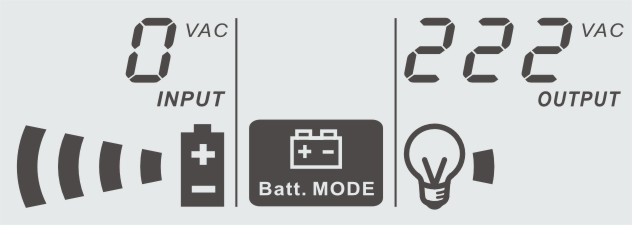 0 VAC
INPUT
Batt. MODE
222 VAC
OUTPUT